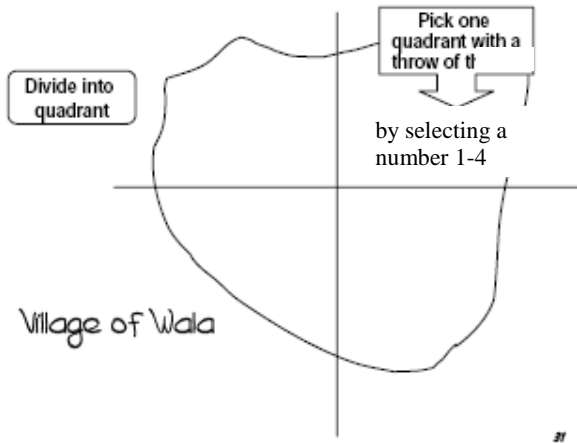 Pick one
quadrant with a
throw of th
by selecting a
number 1-4
Divide into
quadrant
Village of Wala
31